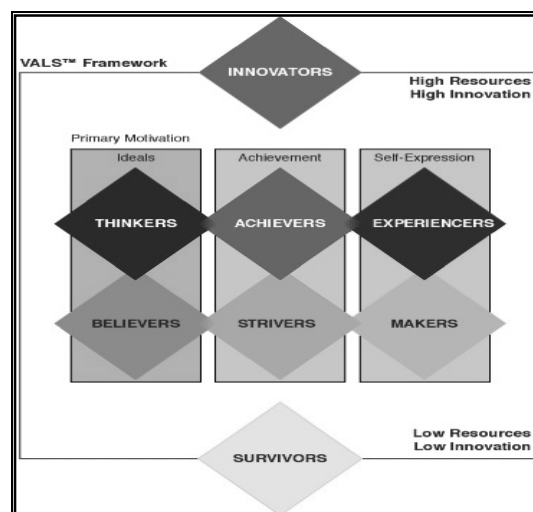 VALS™ Framework
INNOVATORS
High Resources
High Innovation
Primary Motivation
Ideals
Achievement
Self-Expression
THINKERS
ACHIEVERS
EXPERIENCERS
BELIEVERS
STRIVERS
MAKERS
Low Resources
Low Innovation
SURVIVORS